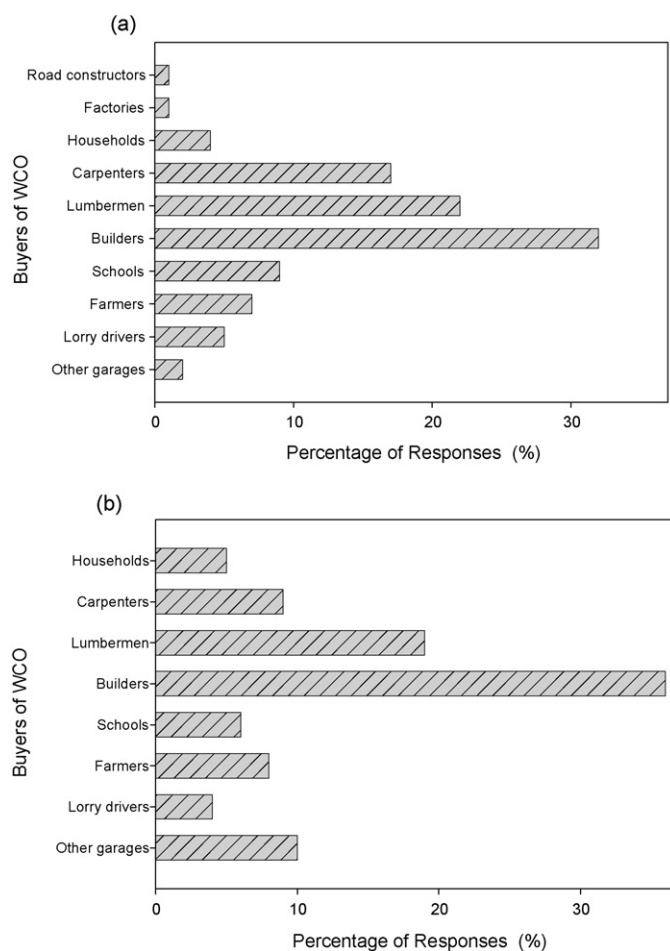 (a)
Buyers of WCO
Road constructors
Factories
Households
Carpenters
Lumbermen
Builders
Schools
Farmers
Lorry drivers
Other garages
0 10 20 30
Percentage of Responses (%)
(b)
Buyers of WCO
Households
Carpenters
Lumbermen
Builders
Schools
Farmers
Lorry drivers
Other garages
0 10 20 30
Percentage of Responses (%)